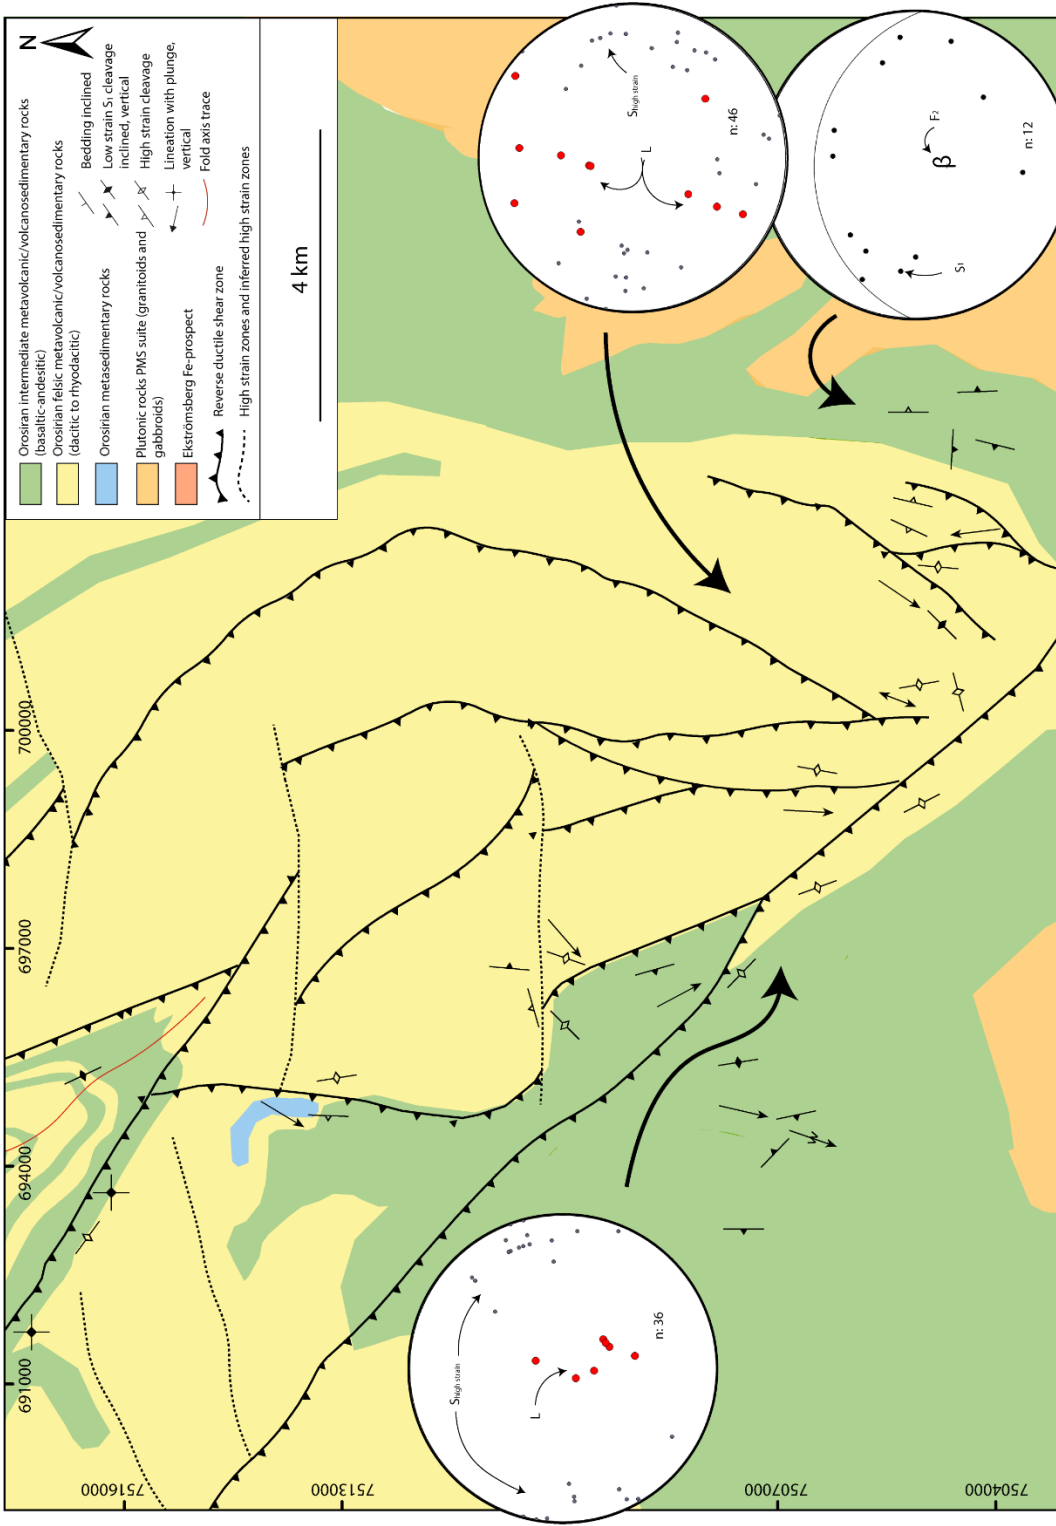 N
Orosiran intermediate metavolcanic/volcanosedimentary rocks
(basaltic-andesitic)
Orosirian felsic metavolcanic/volcanosedimentary rocks
(dacitic to rhyodacitic)
Orosirian metasedimentary rocks
Plutonic rocks PMS suite (granitoids and
gabbroids)
Ekströmsberg Fe-prospect
Reverse ductile shear zone
High strain zones and inferred high strain zones
Bedding inclined
Low strain S₁ cleavage
inclined, vertical
High strain cleavage
Lineation with plunge,
vertical
Fold axis trace
4 km
691000
694000
697000
700000
7516000
7513000
7507000
7504000
Shigh strain
L
n: 36
Shigh strain
L
n: 46
S₁
β
F₂
n: 12